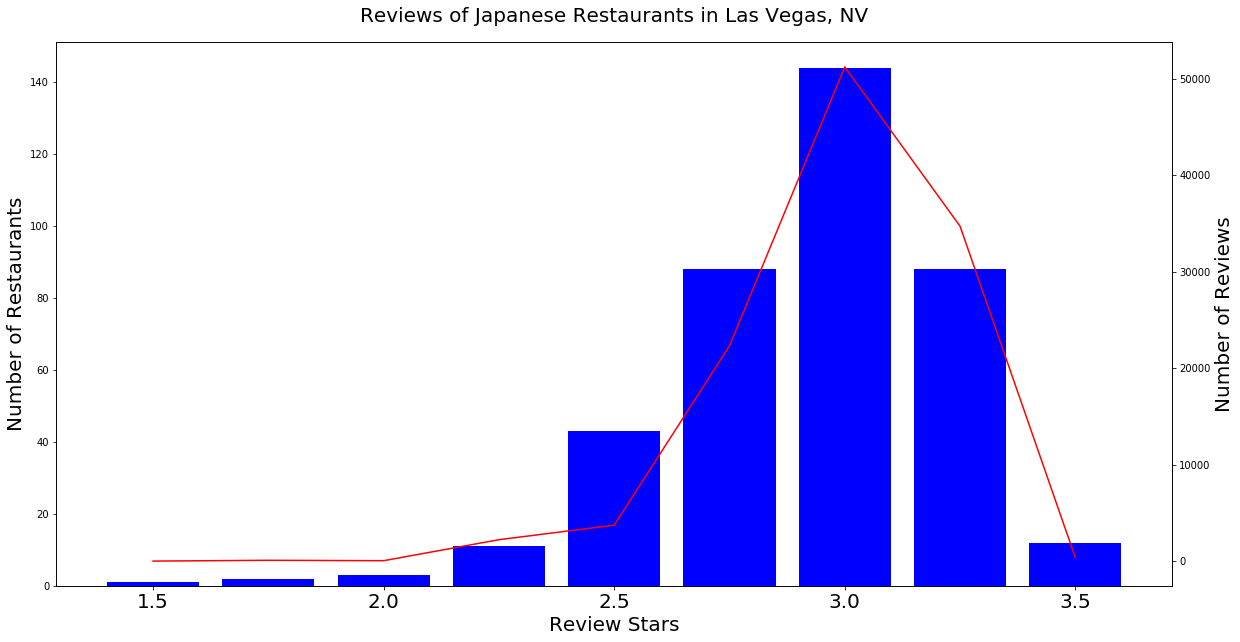 Reviews of Japanese Restaurants in Las Vegas, NV
Number of Restaurants
140
120
100
80
60
40
20
0
50000
40000
30000
20000
10000
0
Number of Reviews
1.5 2.0 2.5 3.0 3.5
Review Stars